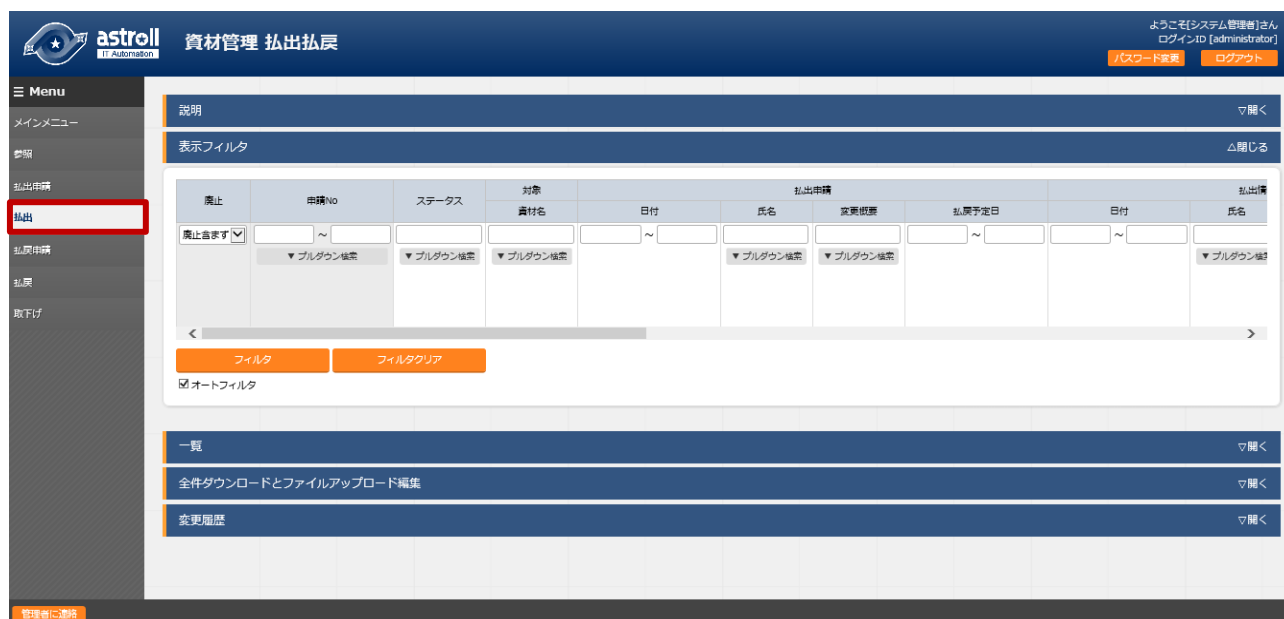 astroll
IT Automation
資材管理 払出払戻
ようこそ[システム管理者]さん
ログインID [administrator]
パスワード変更 ログアウト
☰ Menu
メインメニュー
参照
払出申請
払出
払戻申請
払戻
取下げ
説明 ▽開く
表示フィルタ △閉じる
廃止 申請No ステータス 対象 払出申請 払出情
資材名 日付 氏名 変更概要 払戻予定日 日付 氏名
廃止含まず ～ ～ ～ ～
▼ プルダウン検索 ▼ プルダウン検索 ▼ プルダウン検索 ▼ プルダウン検索 ▼ プルダウン検索 ▼ プルダウン検索
フィルタ フィルタクリア
オートフィルタ
一覧 ▽開く
全件ダウンロードとファイルアップロード編集 ▽開く
変更履歴 ▽開く
管理者に連絡